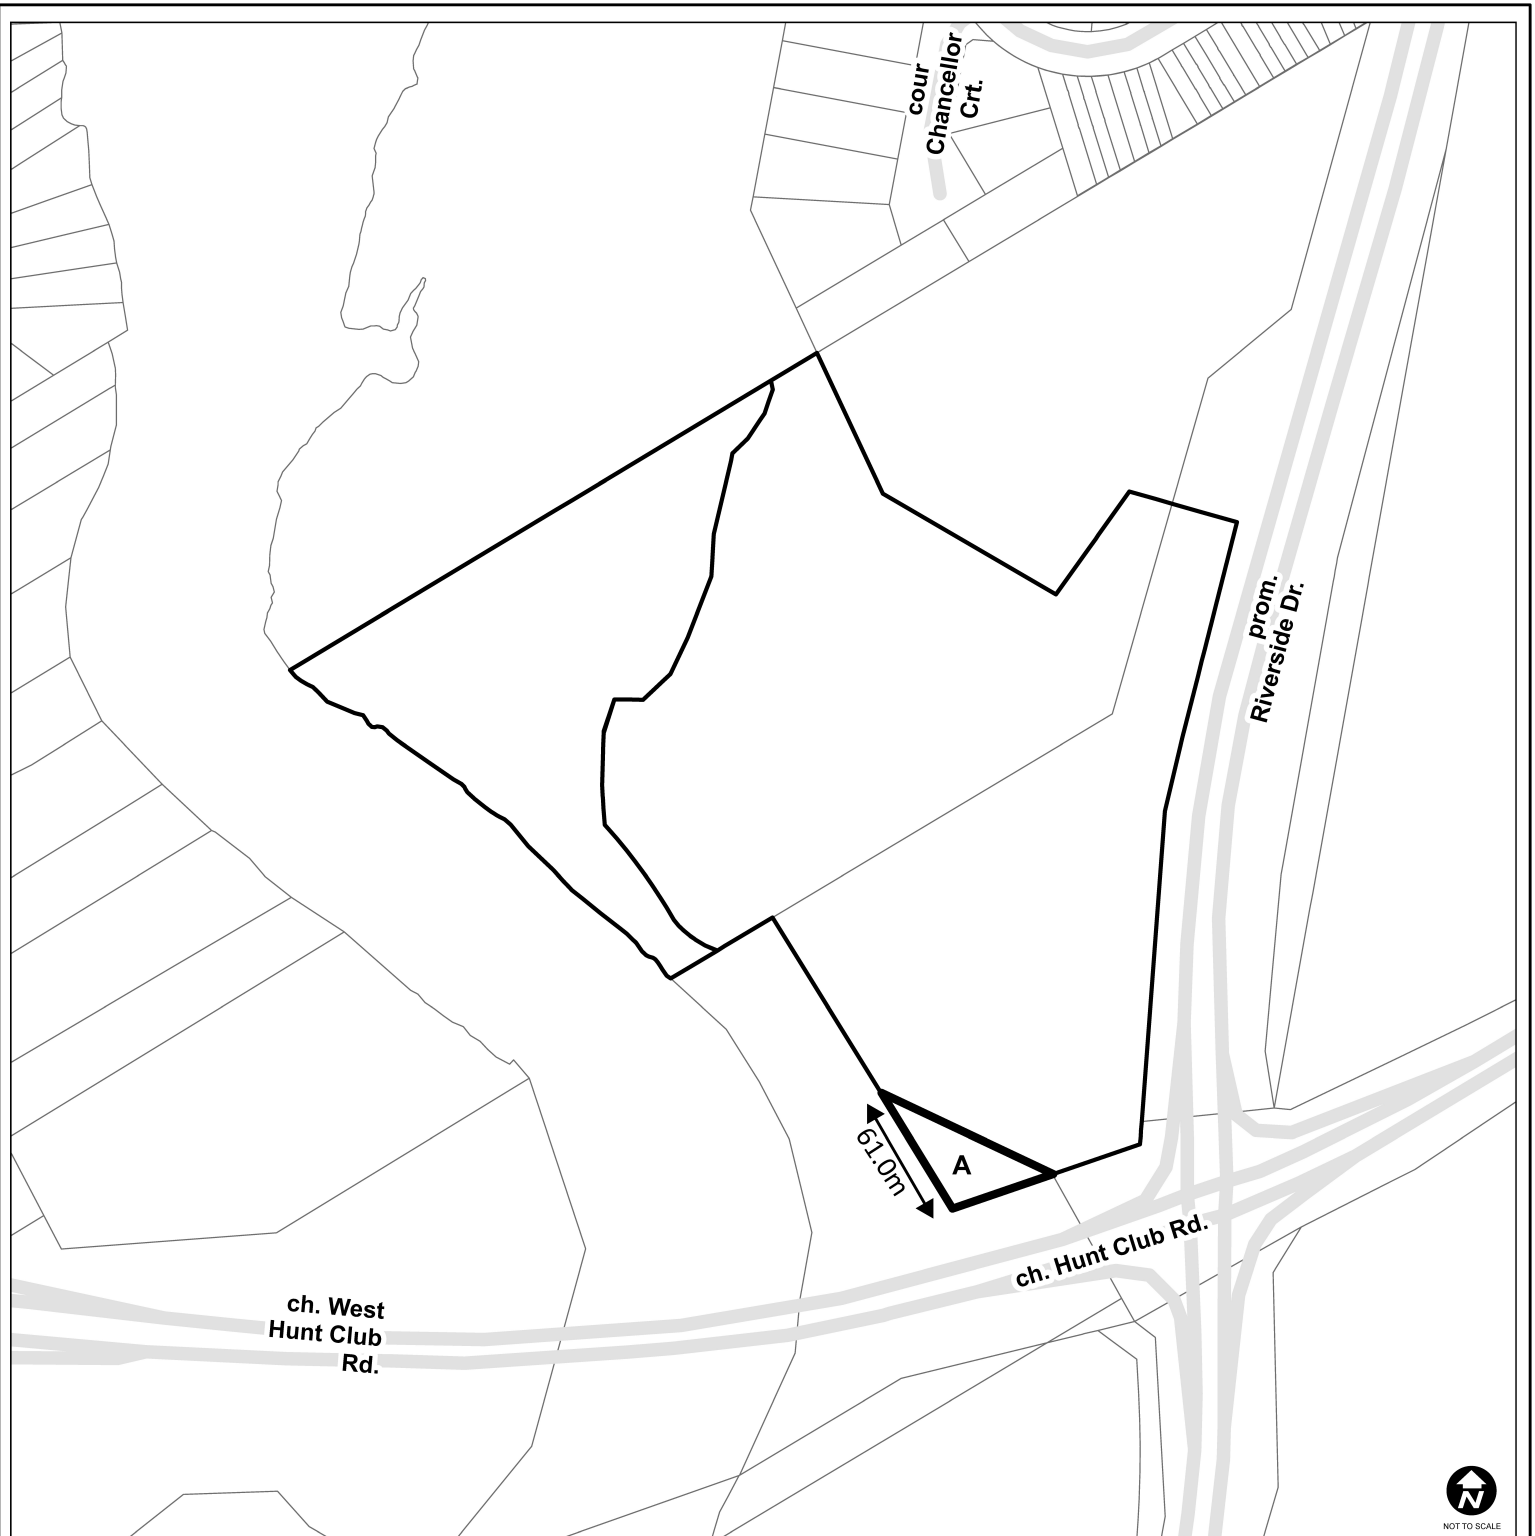 cour
Chancellor
Crt.
prom.
Riverside Dr.
61.0m
A
ch. Hunt Club Rd.
ch. West
Hunt Club
Rd.
N
NOT TO SCALE